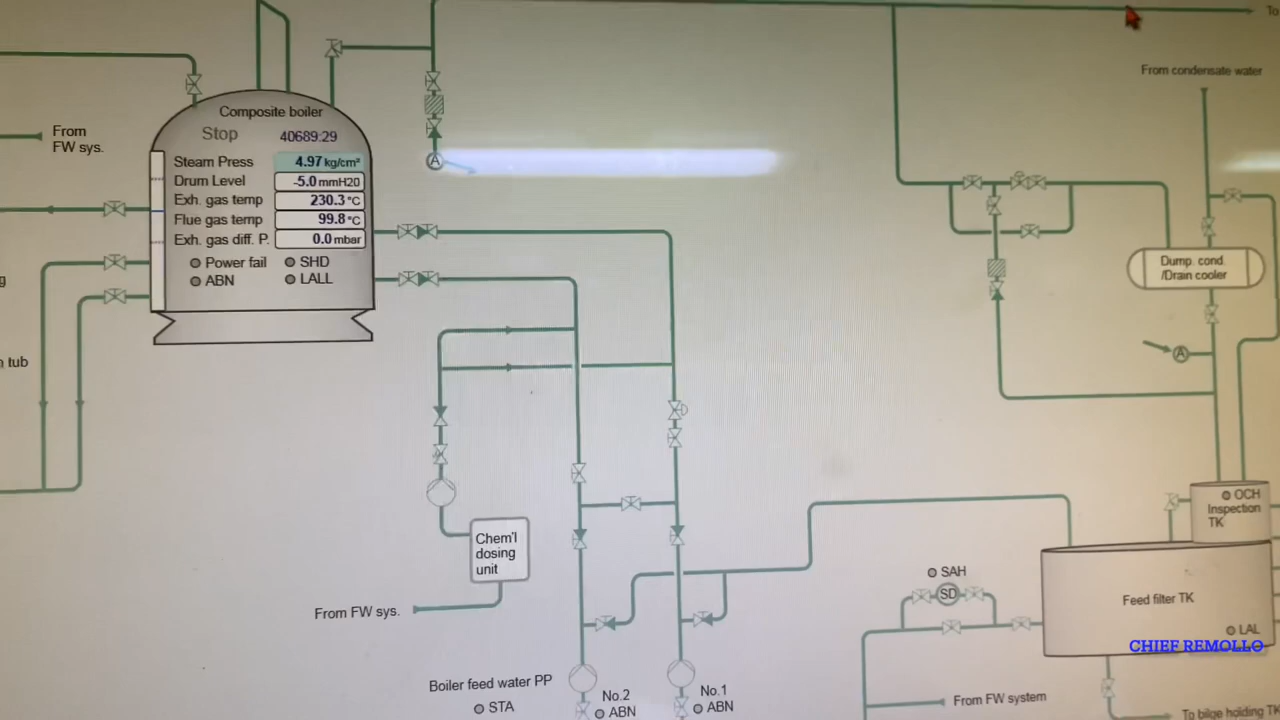 To
From condensate water
Composite boiler
Stop 40689:29
From
FW sys.
Steam Press 4.97 kg/cm²
Drum Level -5.0 mmH20
Exh. gas temp 230.3 °C
Flue gas temp 99.8 °C
Exh. gas diff. P. 0.0 mbar
Power fail SHD
ABN LALL
A
Dump. cond.
/Drain cooler
A
tub
OCH
Inspection
TK
Chem'l
dosing
unit
SAH
SD
Feed filter TK
From FW sys.
LAL
CHIEF REMOLLO
Boiler feed water PP
STA
No.2
ABN
No.1
ABN
From FW system
To bilge holding TK